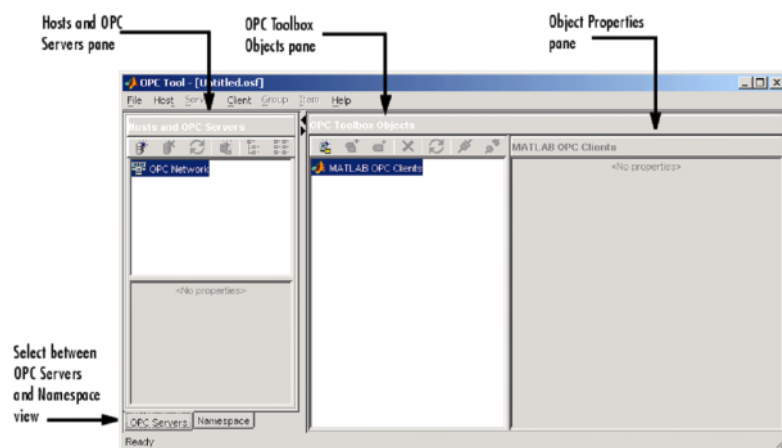 Hosts and OPC
Servers pane
OPC Toolbox
Objects pane
Object Properties
pane
OPC Tool - [Untitled.osf]
File Host Server Client Group Item Help
Hosts and OPC Servers
OPC Toolbox Objects
MATLAB OPC Clients
OPC Network
MATLAB OPC Clients
<No properties>
<No properties>
Select between
OPC Servers
and Namespace
view
OPC Servers Namespace
Ready